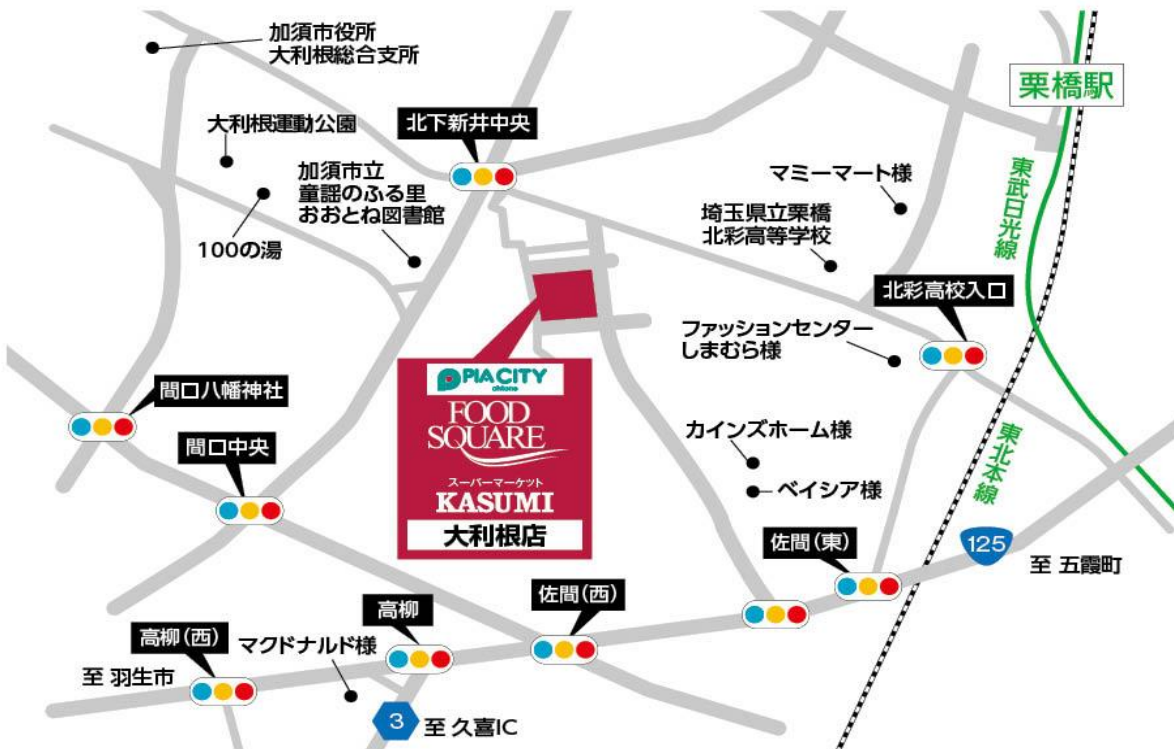 加須市役所
大利根総合支所
栗橋駅
大利根運動公園
北下新井中央
加須市立
童謡のふる里
おおとね図書館
100の湯
マミーマート様
東武日光線
埼玉県立栗橋
北彩高等学校
北彩高校入口
ファッションセンター
しまむら様
PIACITY
ohtone
間口八幡神社
FOOD
SQUARE
間口中央
カインズホーム様
東北本線
スーパーマーケット
KASUMI
ベイシア様
大利根店
佐間(東)
125
至 五霞町
佐間(西)
高柳
高柳(西)
マクドナルド様
至 羽生市
3
至 久喜IC